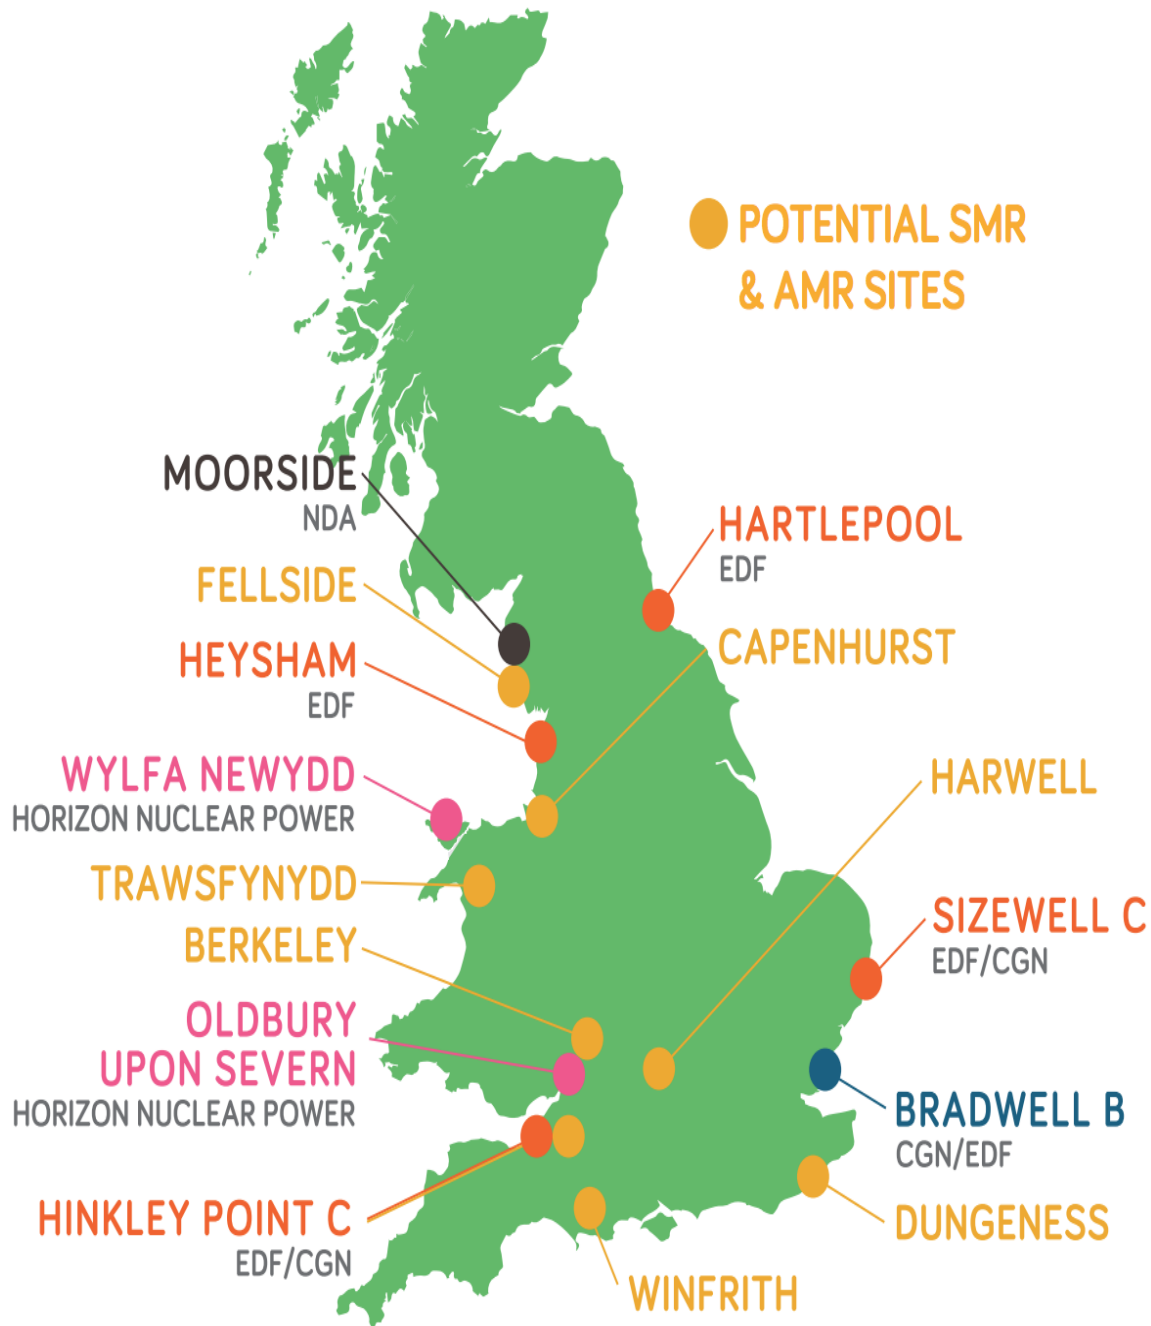 POTENTIAL SMR
& AMR SITES
MOORSIDE
NDA
FELLSIDE
HEYSHAM
EDF
WYLFA NEWYDD
HORIZON NUCLEAR POWER
TRAWSFYNYDD
BERKELEY
OLDBURY
UPON SEVERN
HORIZON NUCLEAR POWER
HINKLEY POINT C
EDF/CGN
HARTLEPOOL
EDF
CAPENHURST
HARWELL
SIZEWELL C
EDF/CGN
BRADWELL B
CGN/EDF
DUNGENESS
WINFRITH